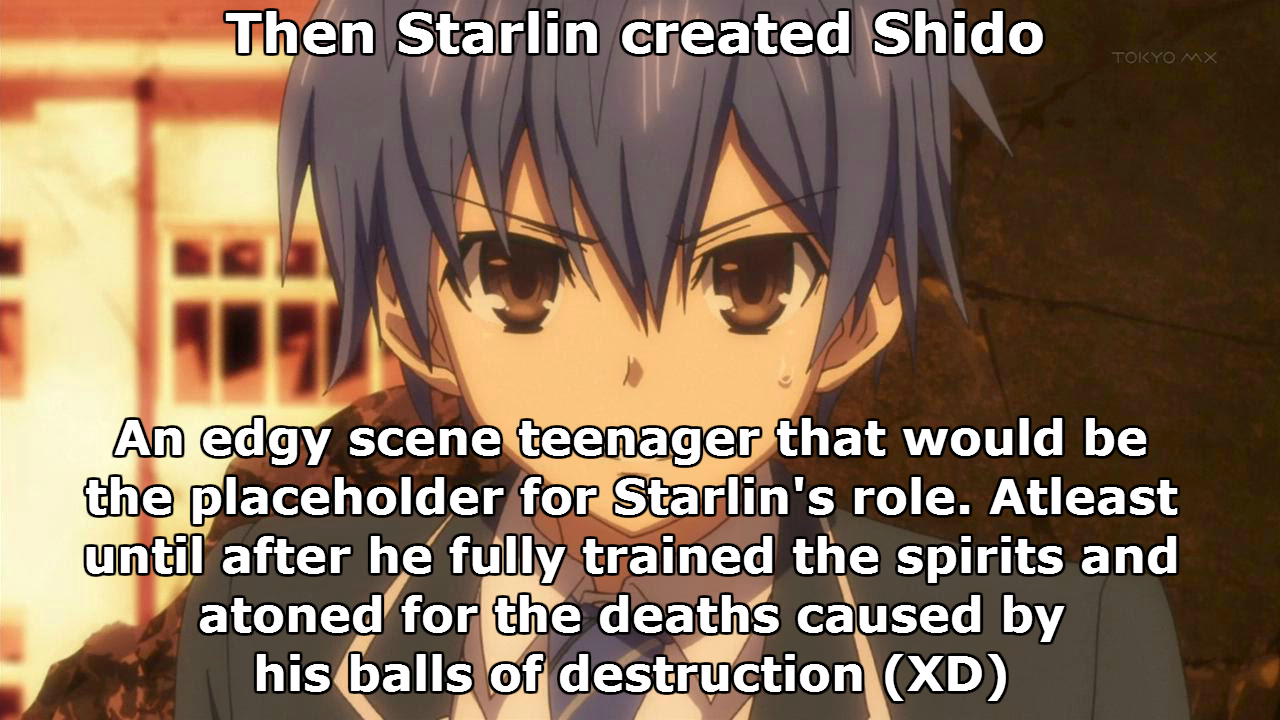 Then Starlin created Shido
TOKYO MX
An edgy scene teenager that would be
the placeholder for Starlin's role. Atleast
until after he fully trained the spirits and
atoned for the deaths caused by
his balls of destruction (XD)